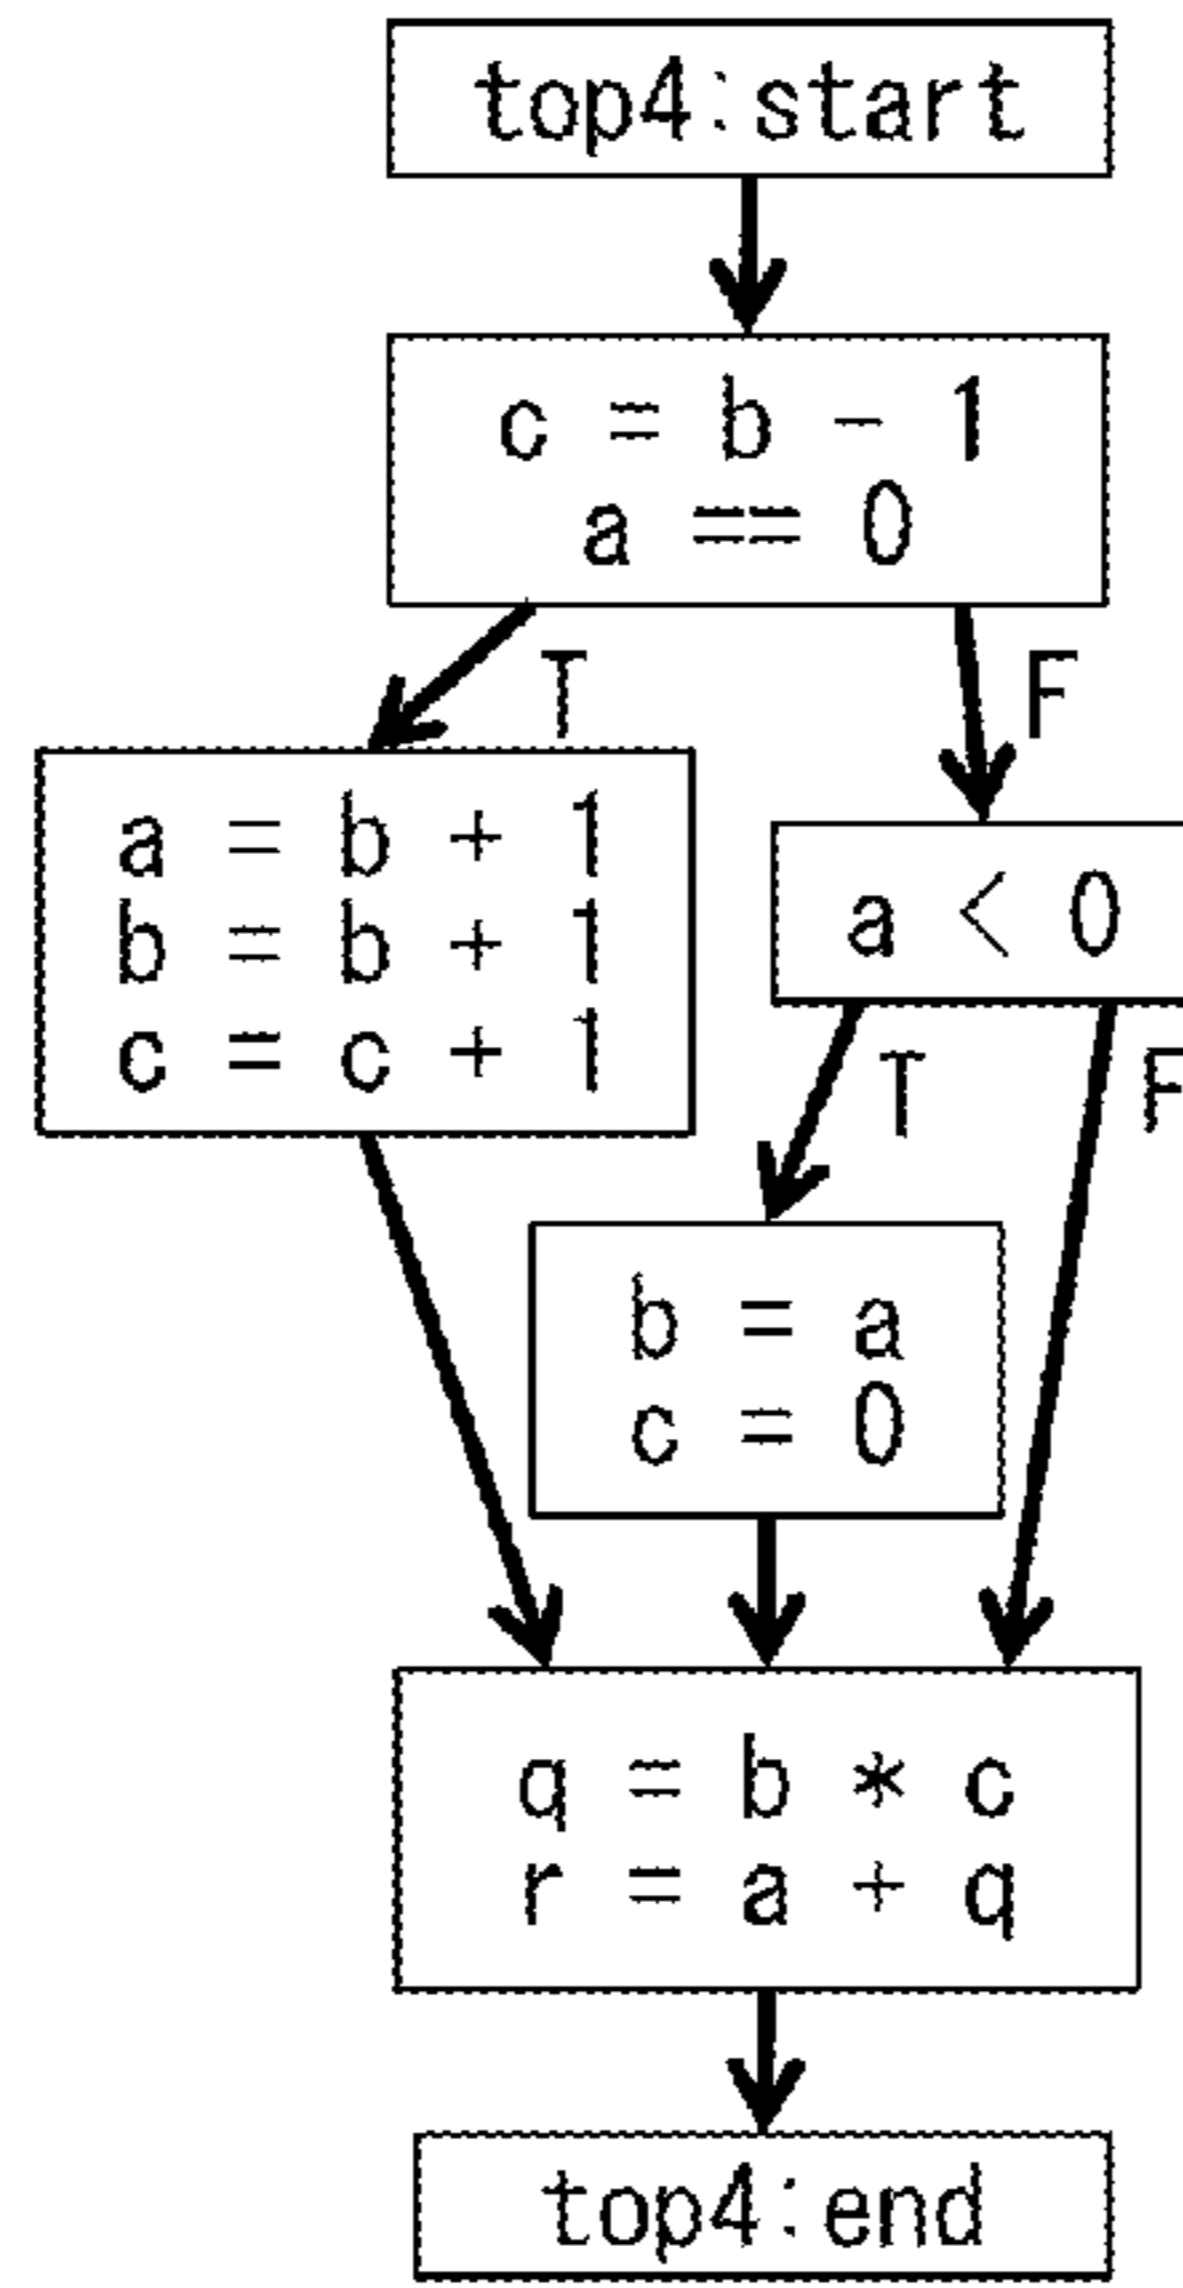 top4:start
c = b - 1
a == 0
T
F
a = b + 1
b = b + 1
c = c + 1
a < 0
T
F
b = a
c = 0
q = b * c
r = a + q
top4:end